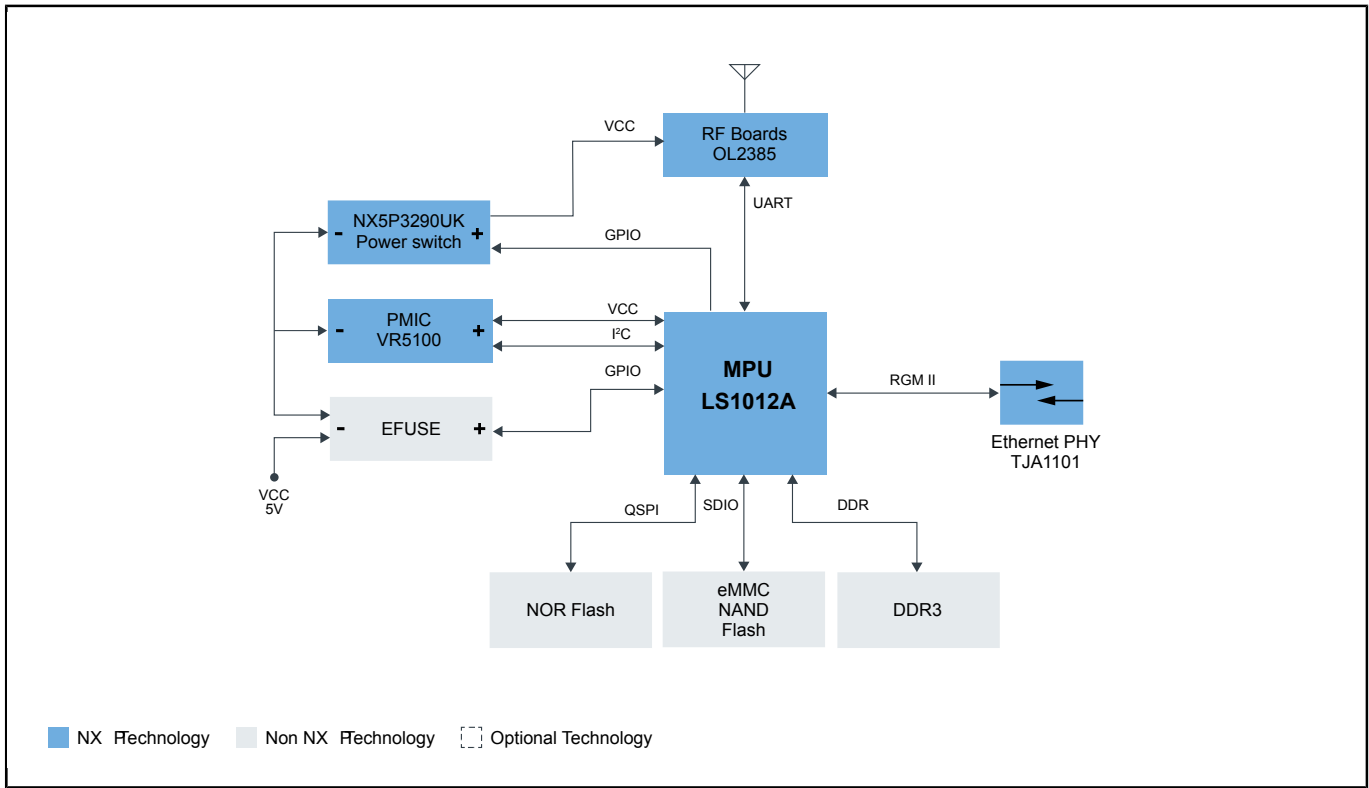 RF Boards
OL2385
VCC
UART
NX5P3290UK
- Power switch +
GPIO
PMIC
- VR5100 +
VCC
I²C
GPIO
- EFUSE +
VCC
5V
MPU
LS1012A
RGM II
Ethernet PHY
TJA1101
QSPI
SDIO
DDR
NOR Flash
eMMC
NAND
Flash
DDR3
NX PTechnology
Non NX PTechnology
Optional Technology